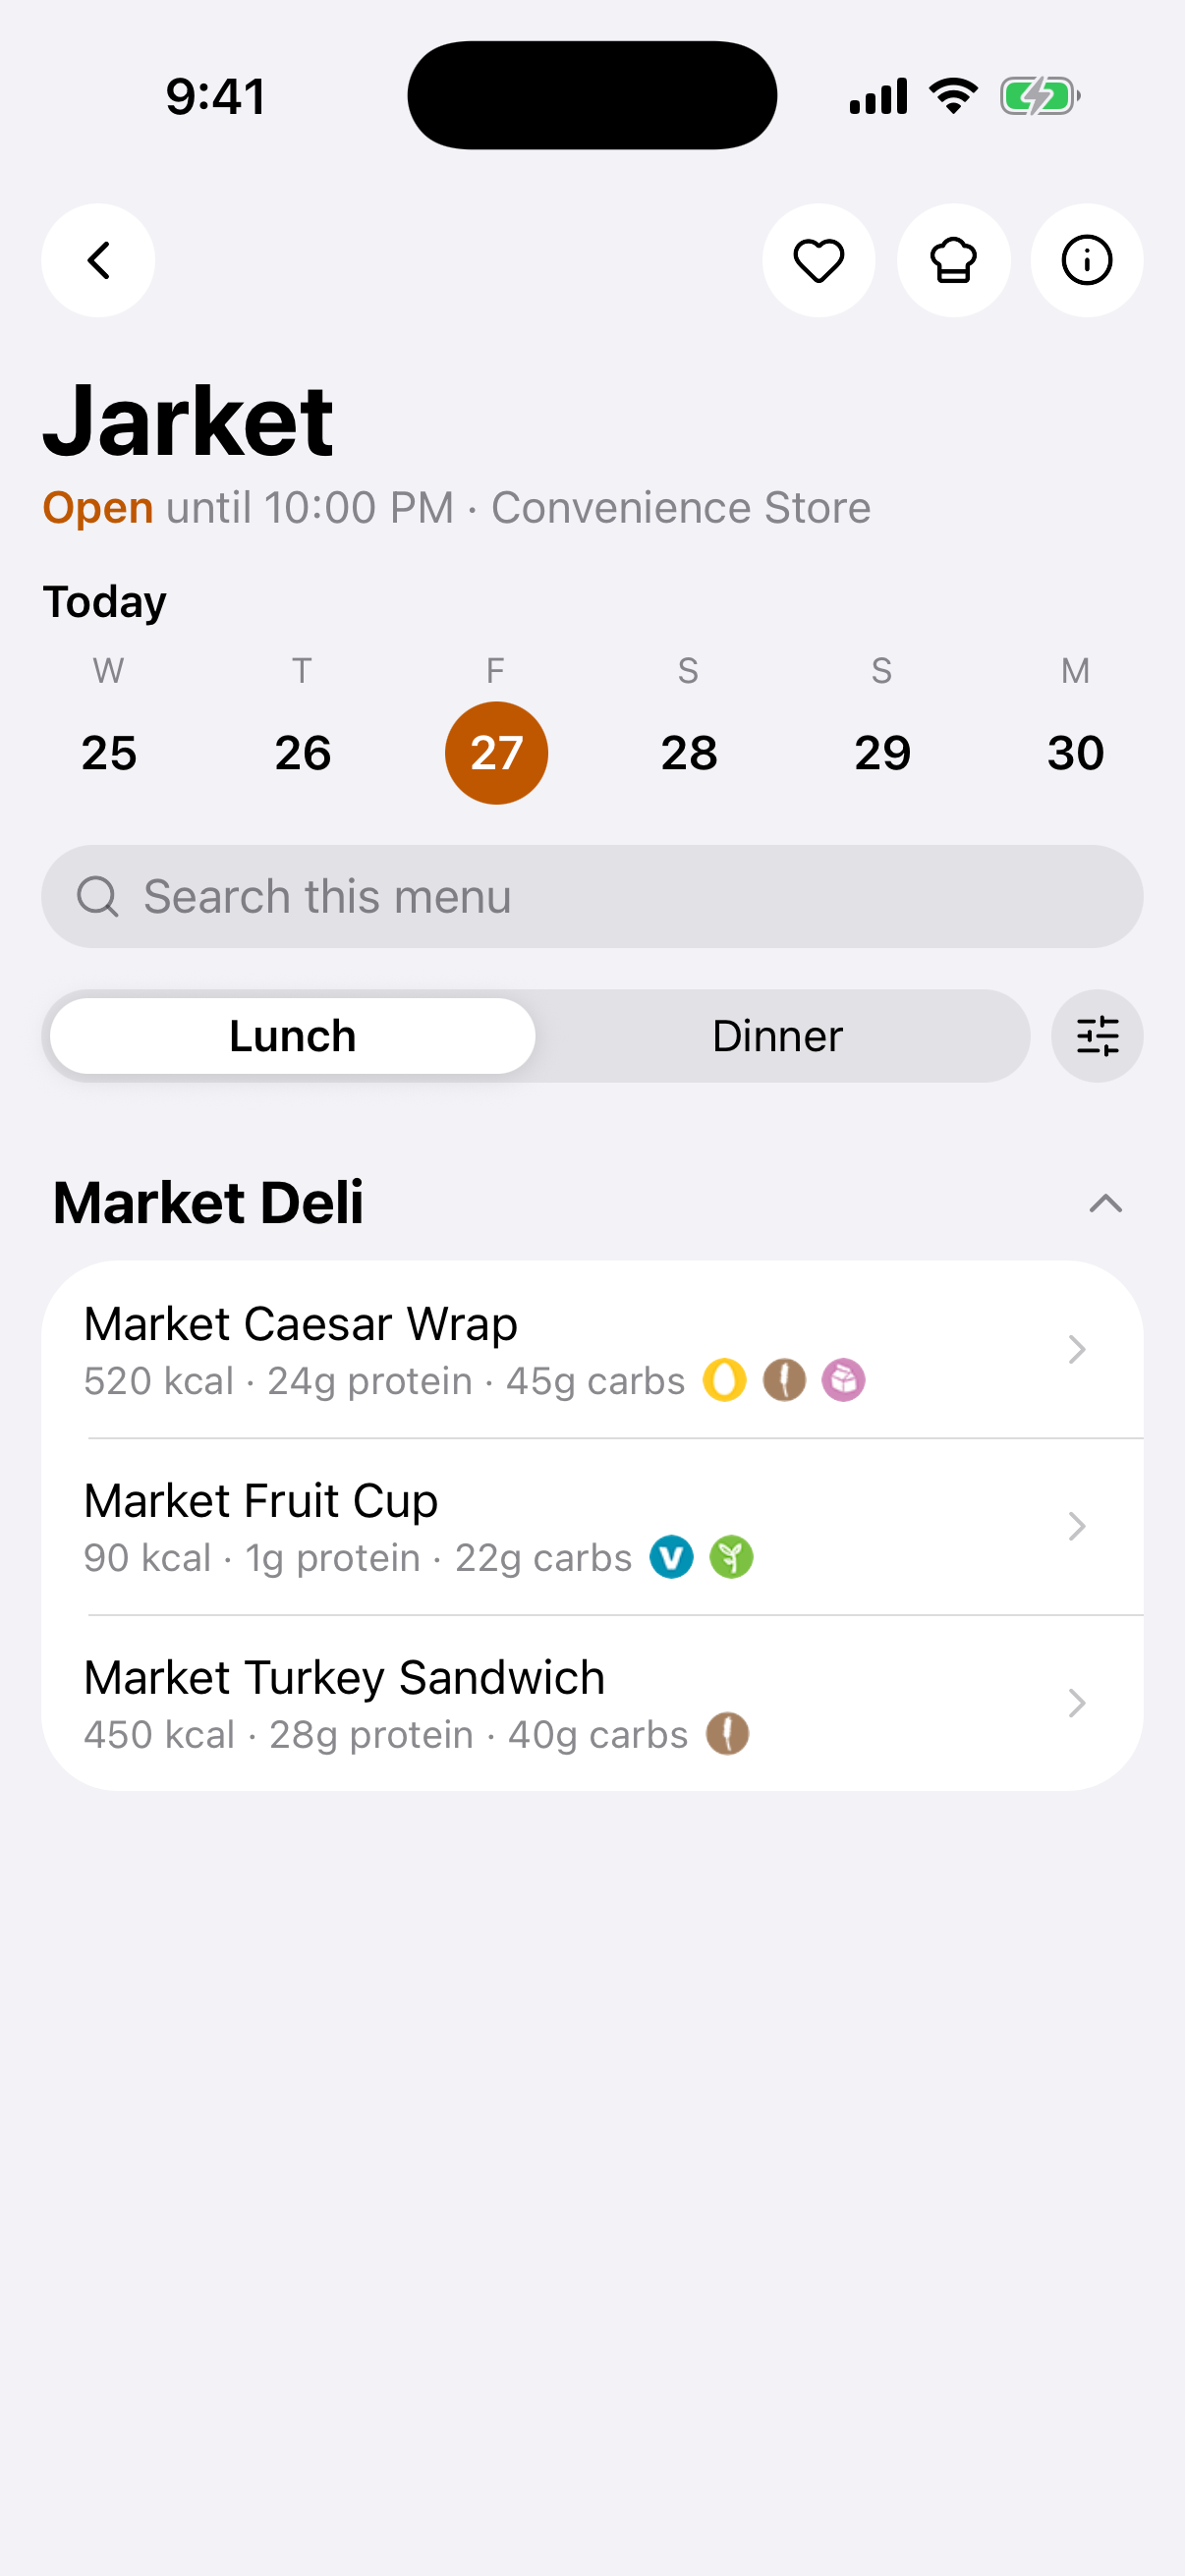 9:41
Jarket
Open until 10:00 PM · Convenience Store
Today
W T F S S M
25 26 27 28 29 30
Search this menu
Lunch Dinner
Market Deli
Market Caesar Wrap
520 kcal · 24g protein · 45g carbs
Market Fruit Cup
90 kcal · 1g protein · 22g carbs V
Market Turkey Sandwich
450 kcal · 28g protein · 40g carbs